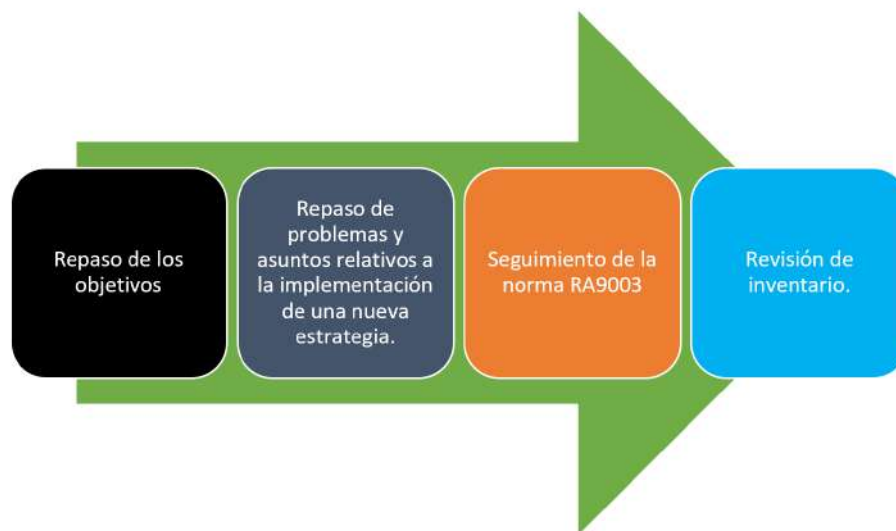 Repaso de los
objetivos
Repaso de
problemas y
asuntos relativos a
la implementación
de una nueva
estrategia.
Seguimiento de la
norma RA9003
Revisión de
inventario.